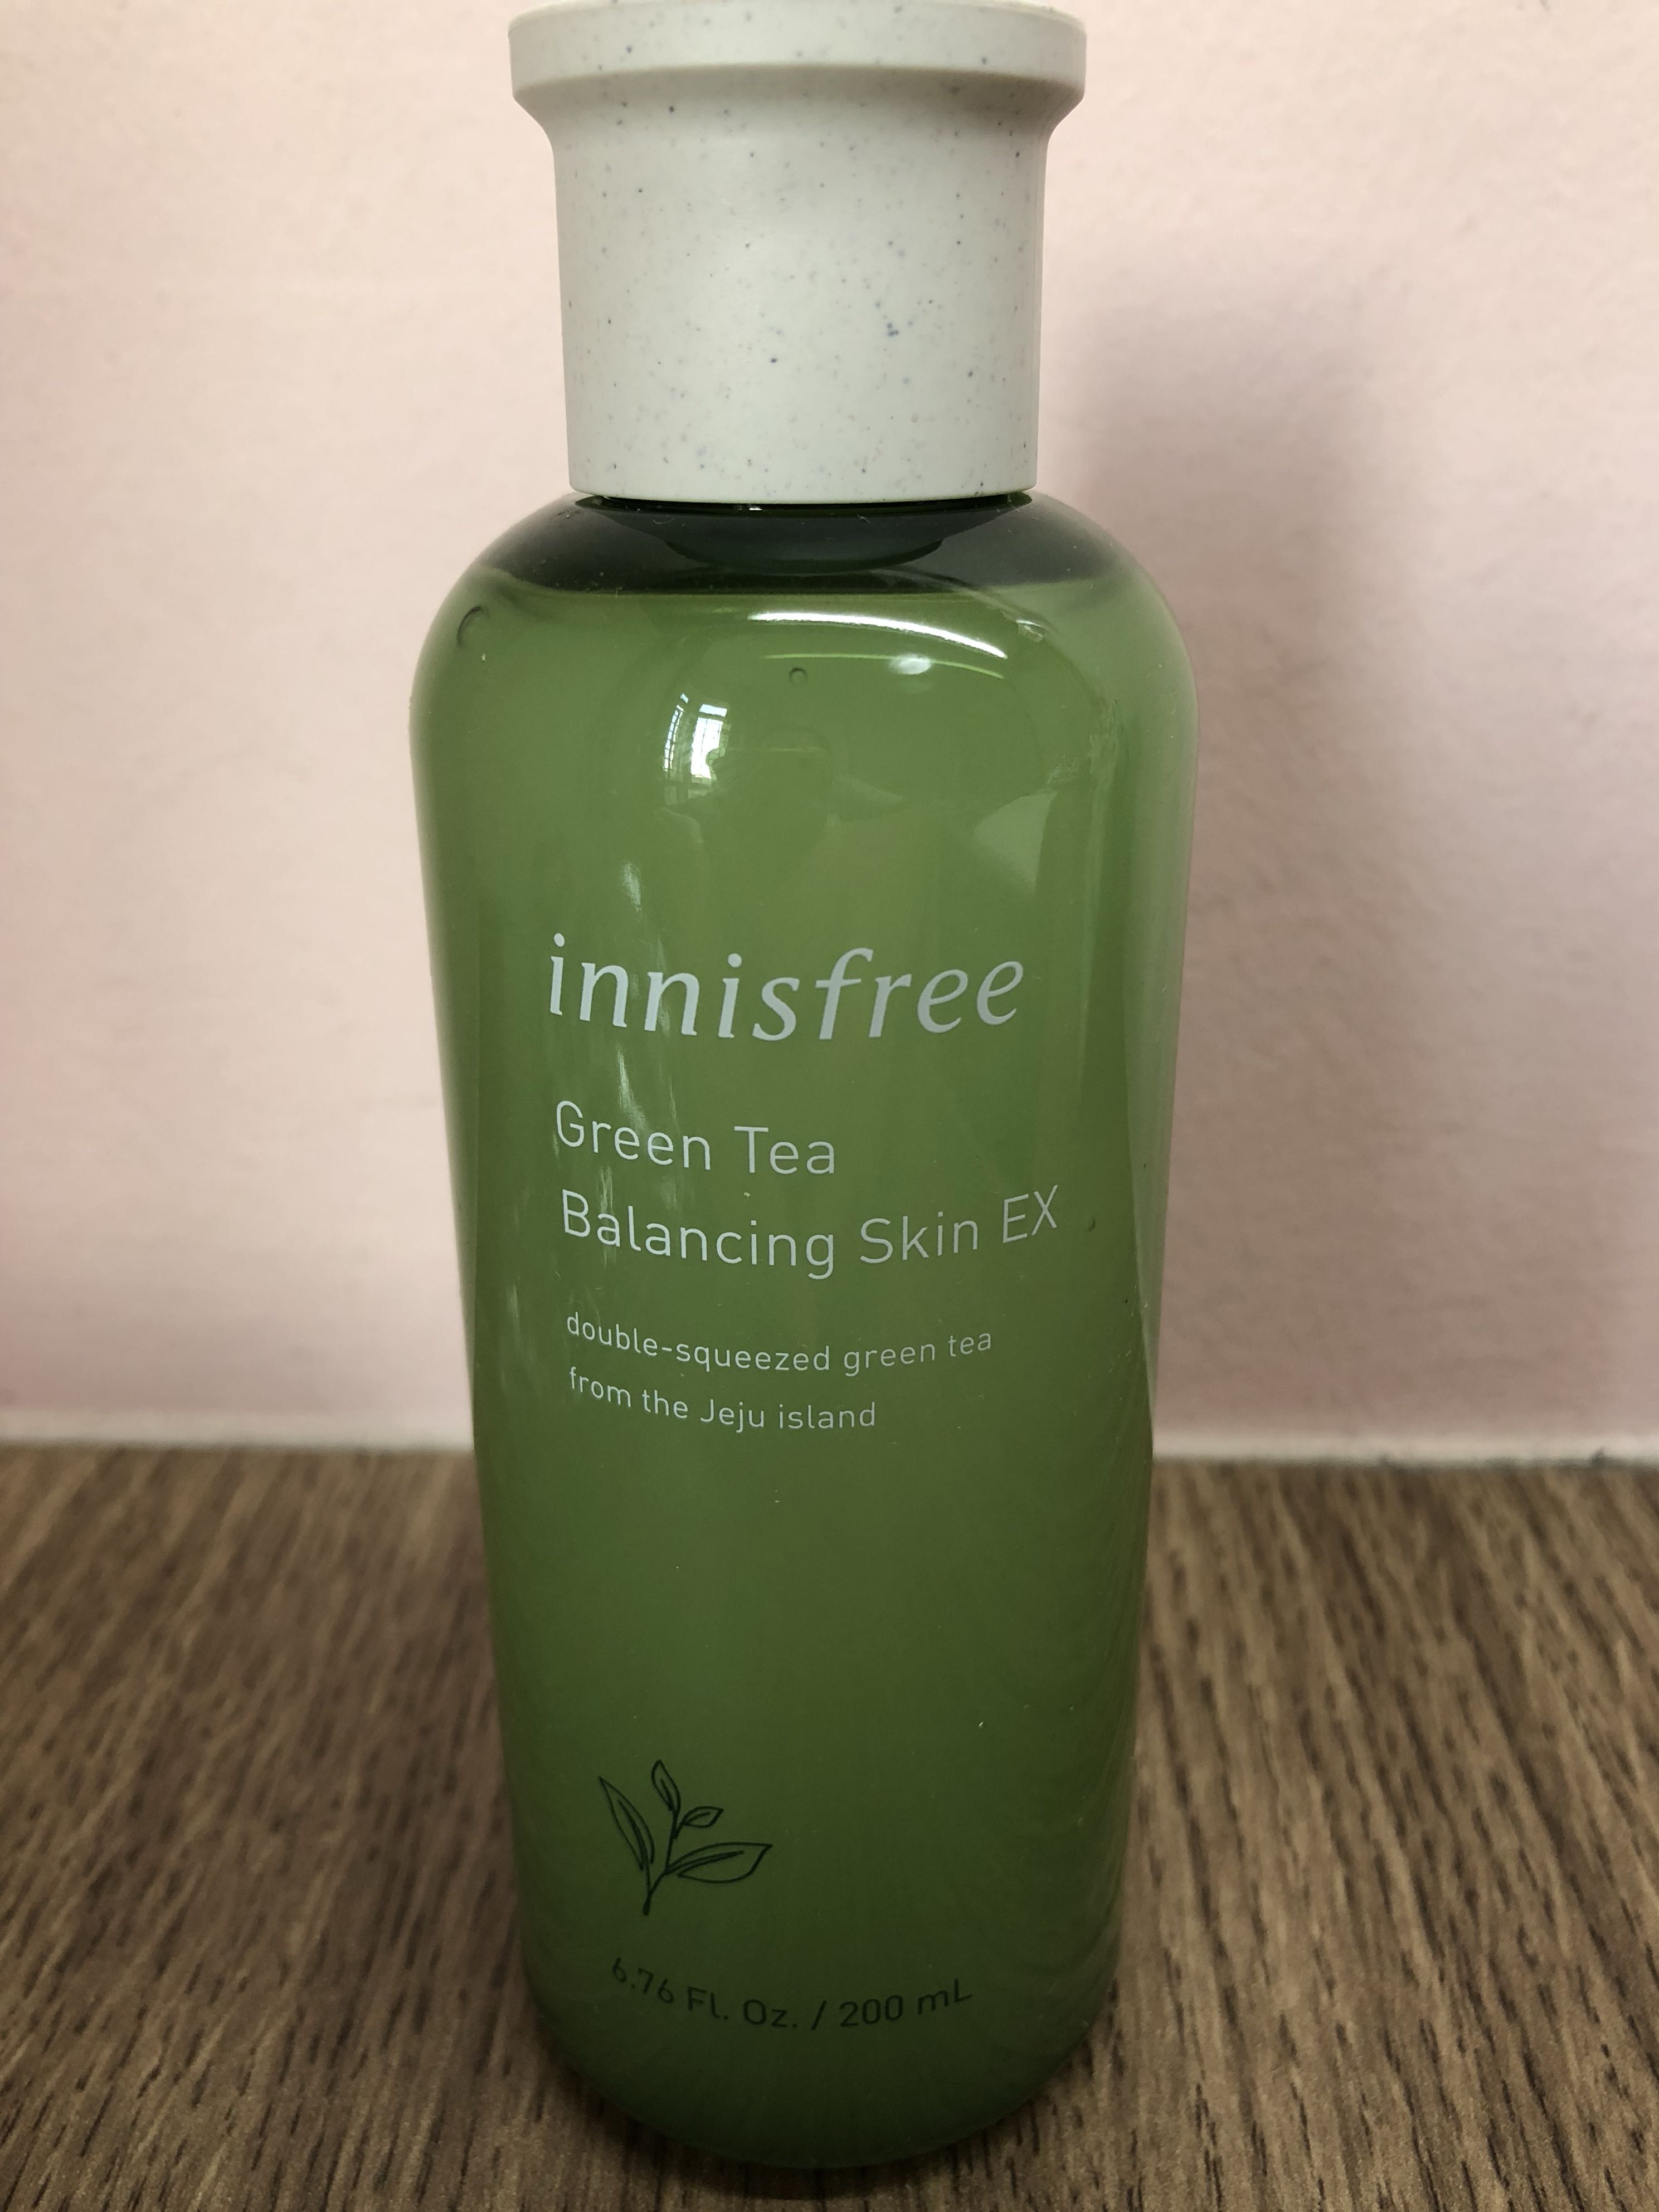 innisfree
Green Tea
Balancing Skin EX
double-squeezed green tea
from the Jeju island
6.76 Fl. Oz. / 200 mL